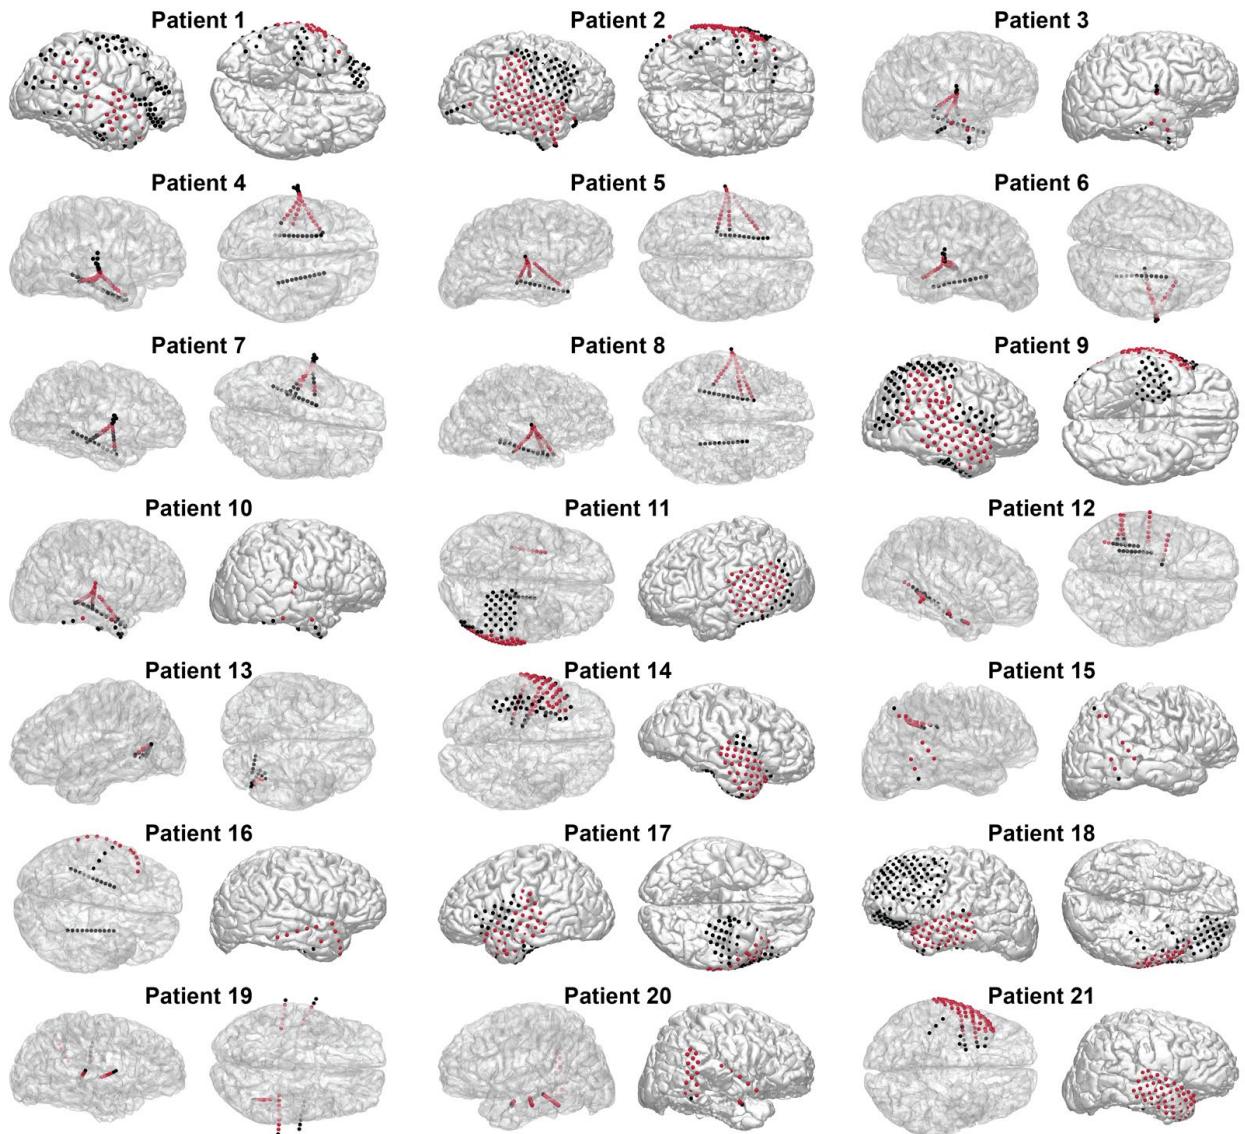 Patient 1
Patient 2
Patient 3
Patient 4
Patient 5
Patient 6
Patient 7
Patient 8
Patient 9
Patient 10
Patient 11
Patient 12
Patient 13
Patient 14
Patient 15
Patient 16
Patient 17
Patient 18
Patient 19
Patient 20
Patient 21